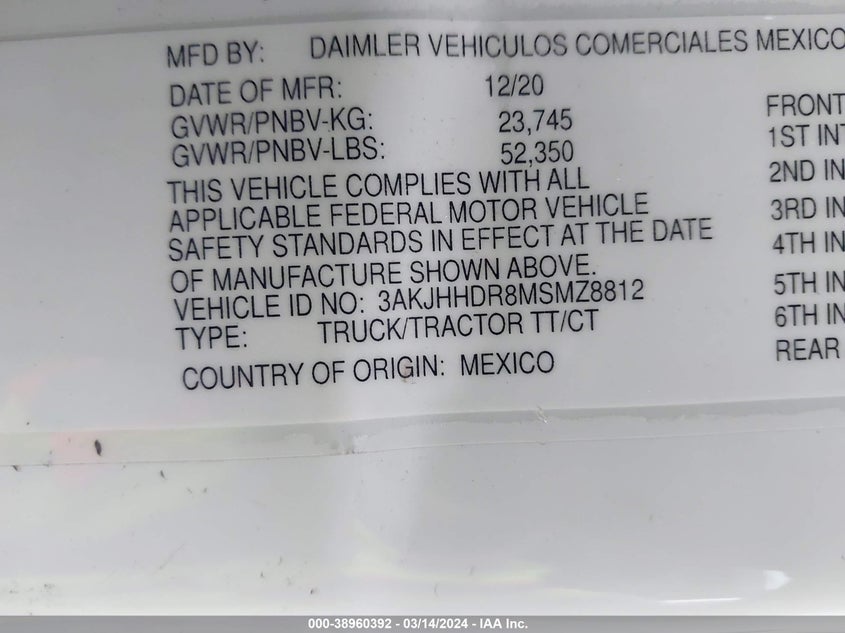 MFD BY: DAIMLER VEHICULOS COMERCIALES MEXICO
DATE OF MFR: 12/20
GVWR/PNBV-KG: 23,745
GVWR/PNBV-LBS: 52,350
THIS VEHICLE COMPLIES WITH ALL
APPLICABLE FEDERAL MOTOR VEHICLE
SAFETY STANDARDS IN EFFECT AT THE DATE
OF MANUFACTURE SHOWN ABOVE.
VEHICLE ID NO: 3AKJHHDR8MSMZ8812
TYPE: TRUCK/TRACTOR TT/CT
COUNTRY OF ORIGIN: MEXICO
FRONT
1ST INT
2ND IN
3RD IN
4TH IN
5TH IN
6TH IN
REAR
000-38960392 - 03/14/2024 - IAA Inc.